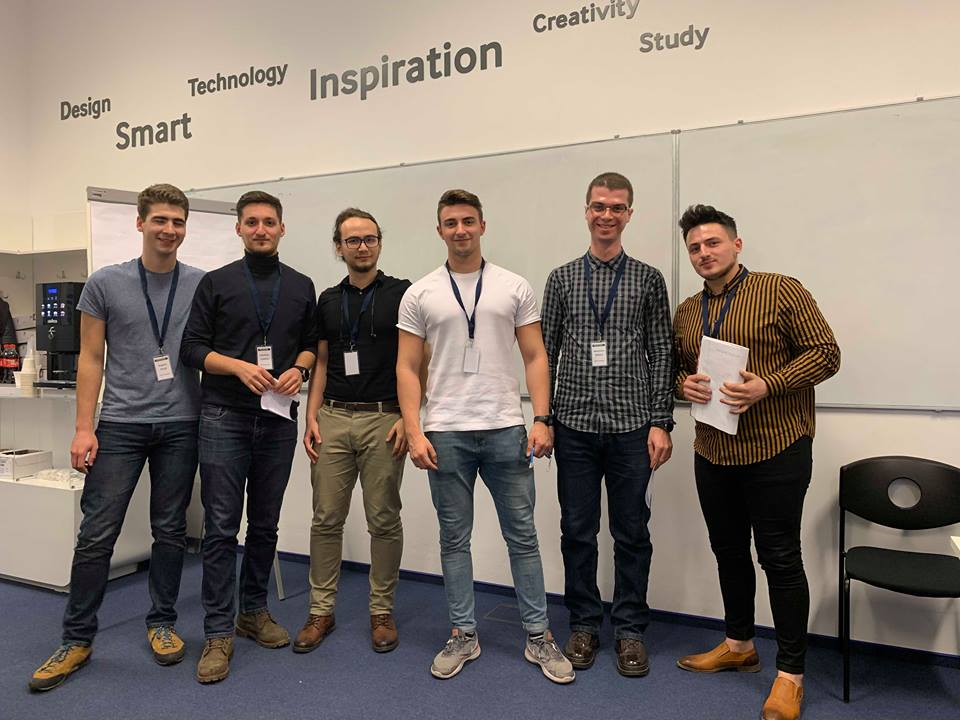 Design
Smart
Technology
Inspiration
Creativity
Study